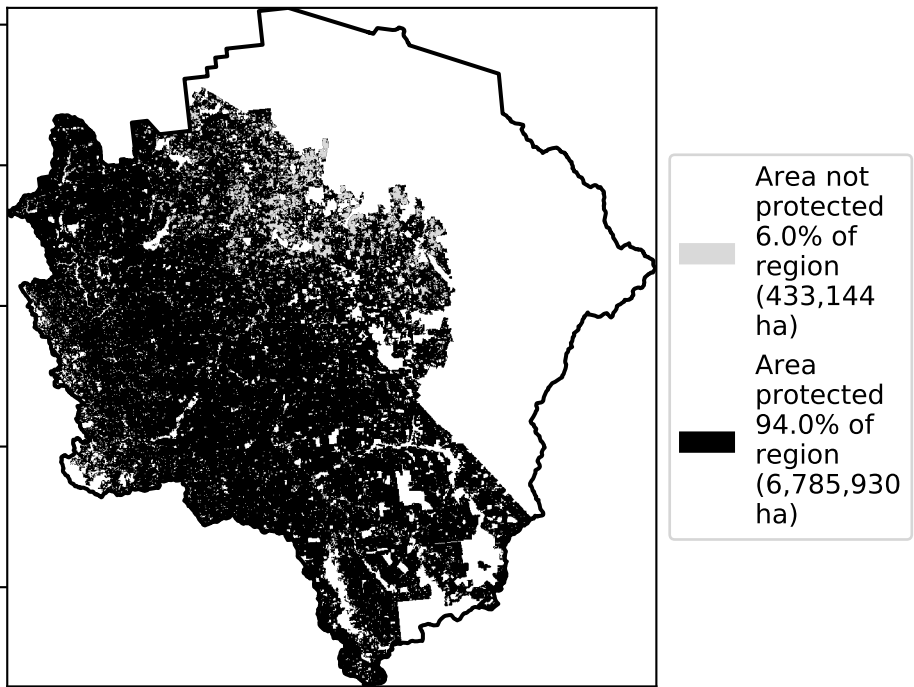 Area not
protected
6.0% of
region
(433,144
ha)
Area
protected
94.0% of
region
(6,785,930
ha)